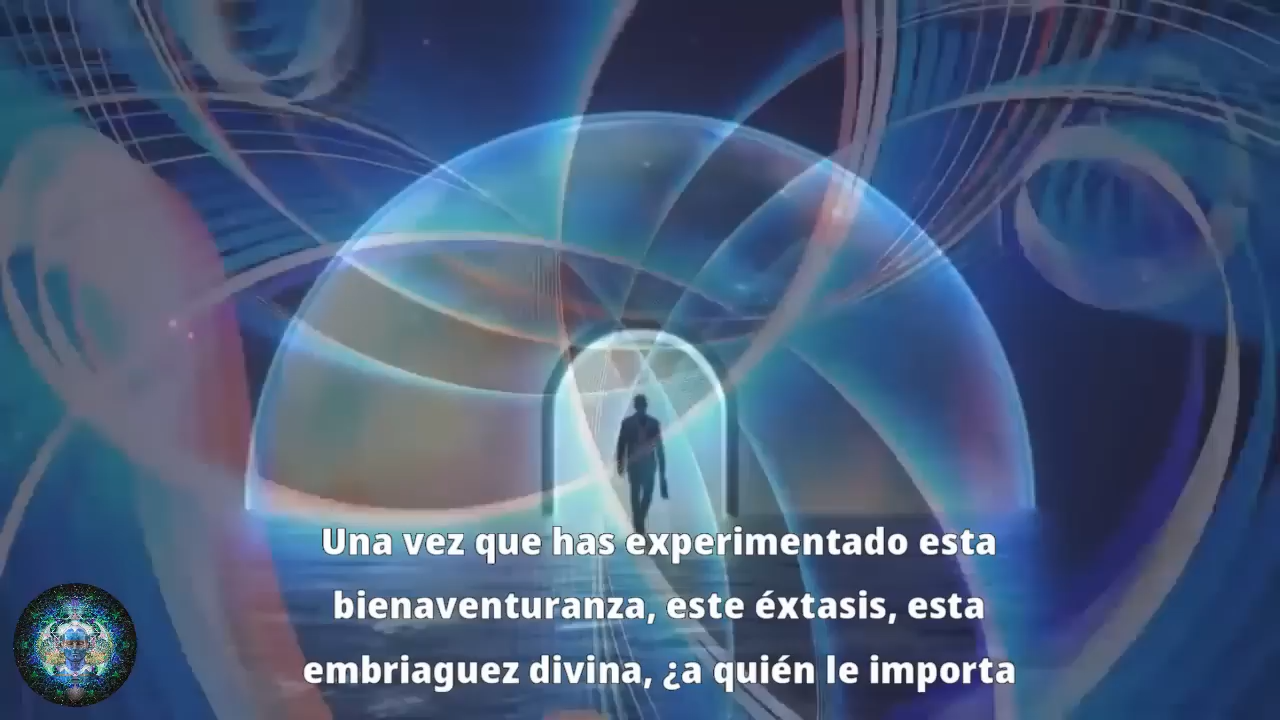 Una vez que has experimentado esta
bienaventuranza, este éxtasis, esta
embriaguez divina, ¿a quién le importa